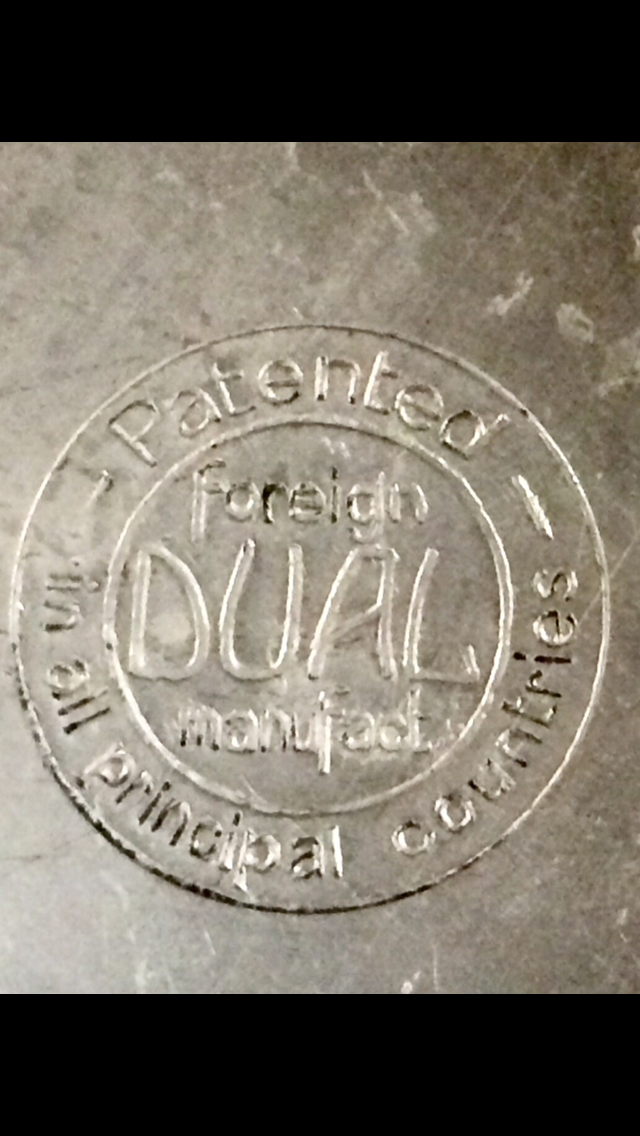 - Patented -
in all principal countries
foreign
DUAL
manufact.